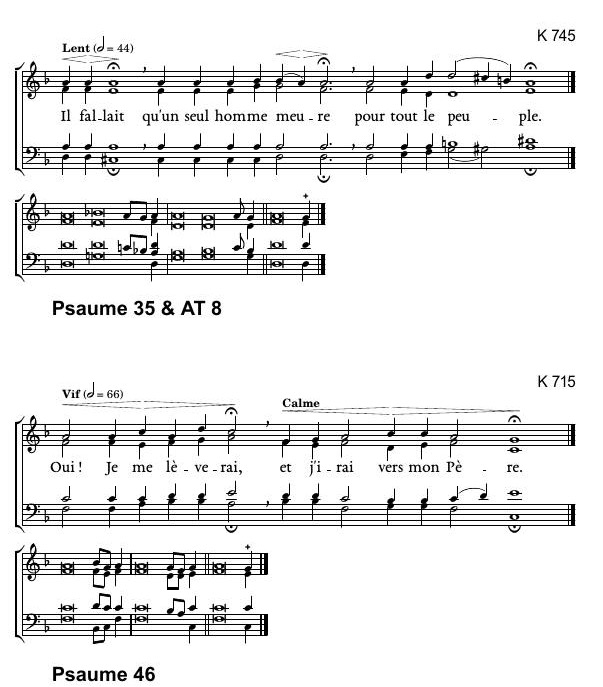 K 745
Lent (𝅗𝅥 = 44)
Il fal-lait qu'un seul homme meu-re pour tout le peu - ple.
Psaume 35 & AT 8
K 715
Vif (𝅗𝅥 = 66) Calme
Oui ! Je me lè-ve-rai, et j'i-rai vers mon Pè - re.
Psaume 46